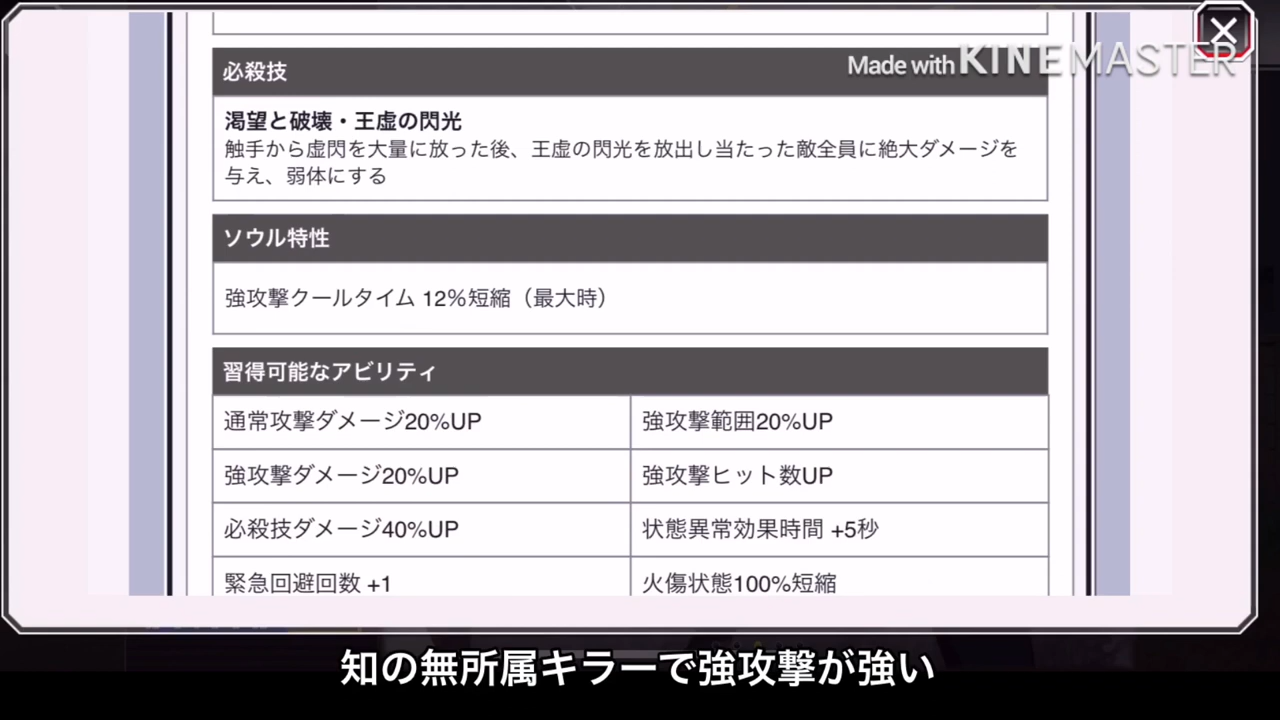 Made with KINEMASTER
必殺技
渇望と破壊・王虚の閃光
触手から虚閃を大量に放った後、王虚の閃光を放出し当たった敵全員に絶大ダメージを
与え、弱体にする
ソウル特性
強攻撃クールタイム 12%短縮（最大時）
習得可能なアビリティ
通常攻撃ダメージ20%UP
強攻撃範囲20%UP
強攻撃ダメージ20%UP
強攻撃ヒット数UP
必殺技ダメージ40%UP
状態異常効果時間 +5秒
緊急回避回数 +1
火傷状態100%短縮
知の無所属キラーで強攻撃が強い